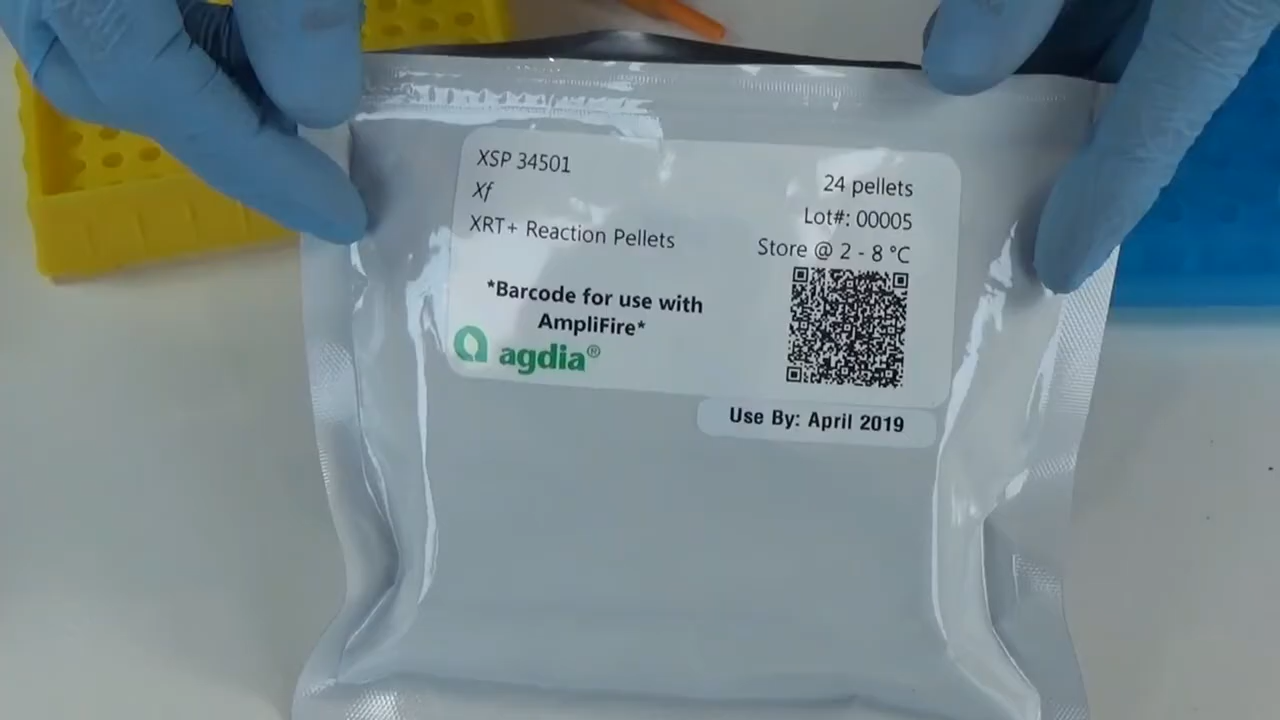 XSP 34501
Xf
XRT+ Reaction Pellets
24 pellets
Lot#: 00005
Store @ 2 - 8 °C
*Barcode for use with
AmpliFire*
agdia®
Use By: April 2019